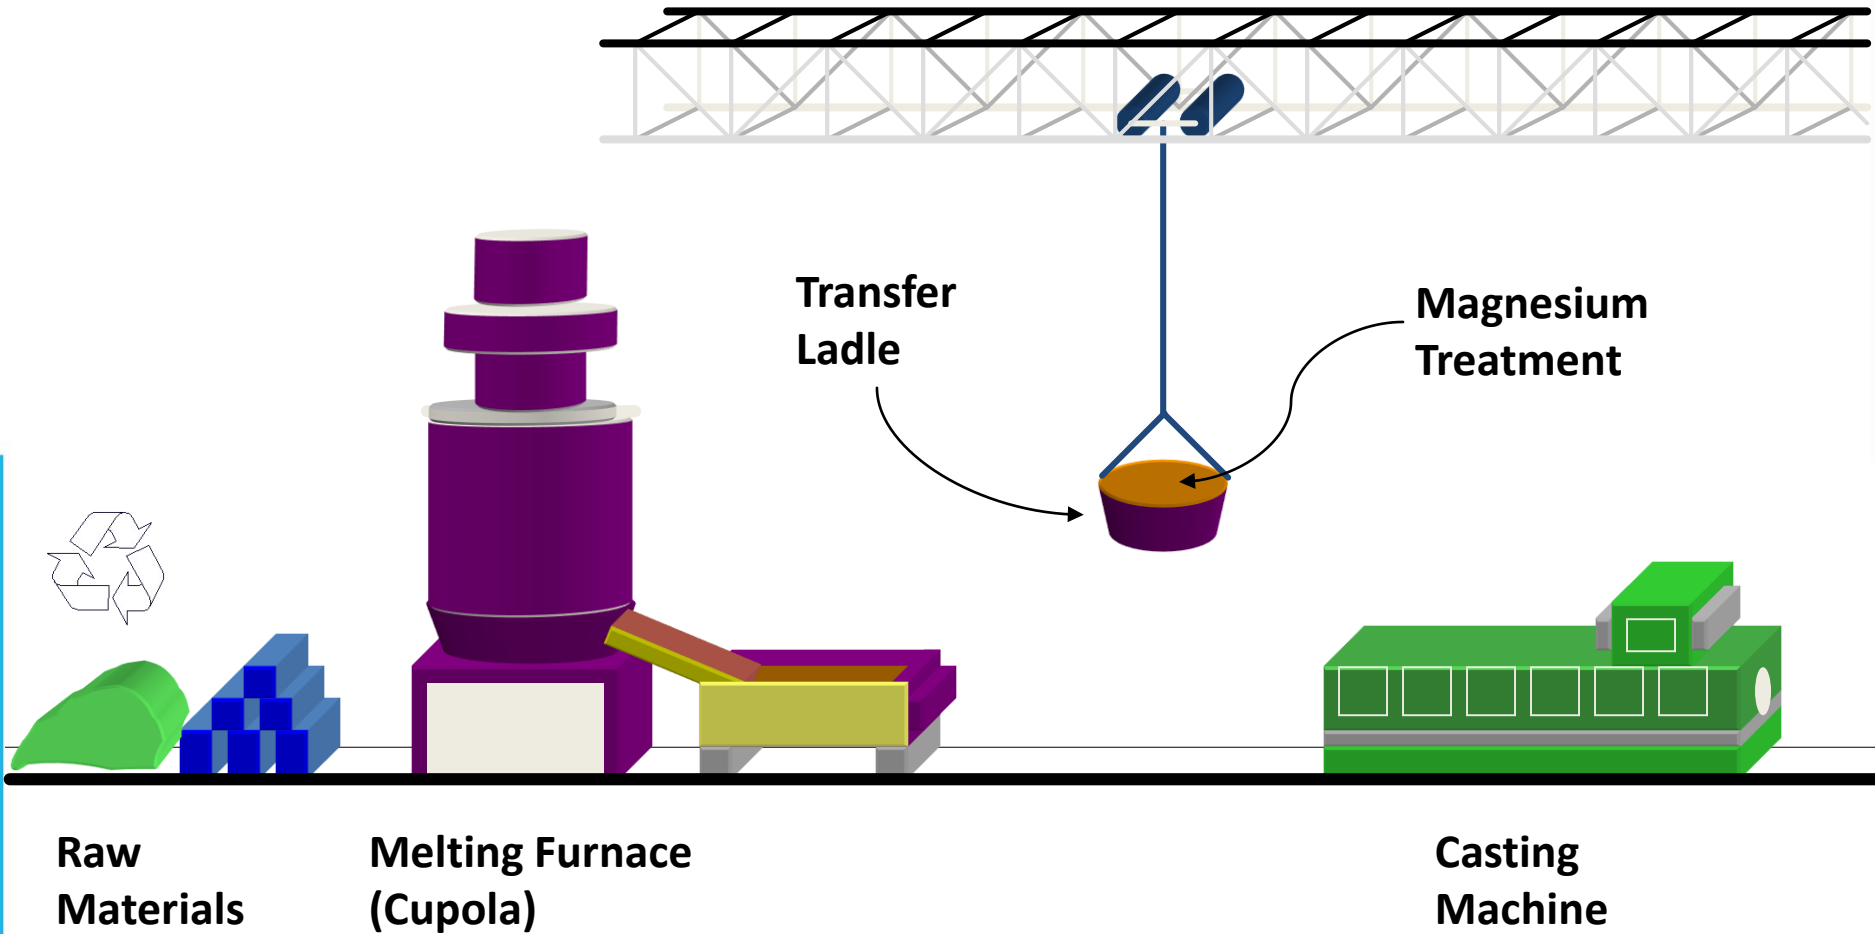 Transfer
Ladle
Magnesium
Treatment
Raw
Materials
Melting Furnace
(Cupola)
Casting
Machine